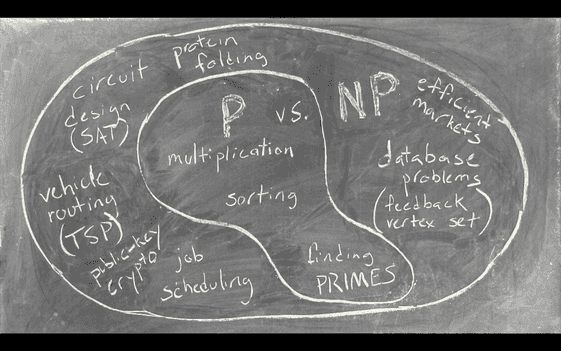 protein
folding
circuit
design
(SAT)
P vs. NP
efficient
markets
multiplication
sorting
database
problems
(feedback
vertex set)
vehicle
routing
(TSP)
public-key
crypto
job
scheduling
finding
PRIMES